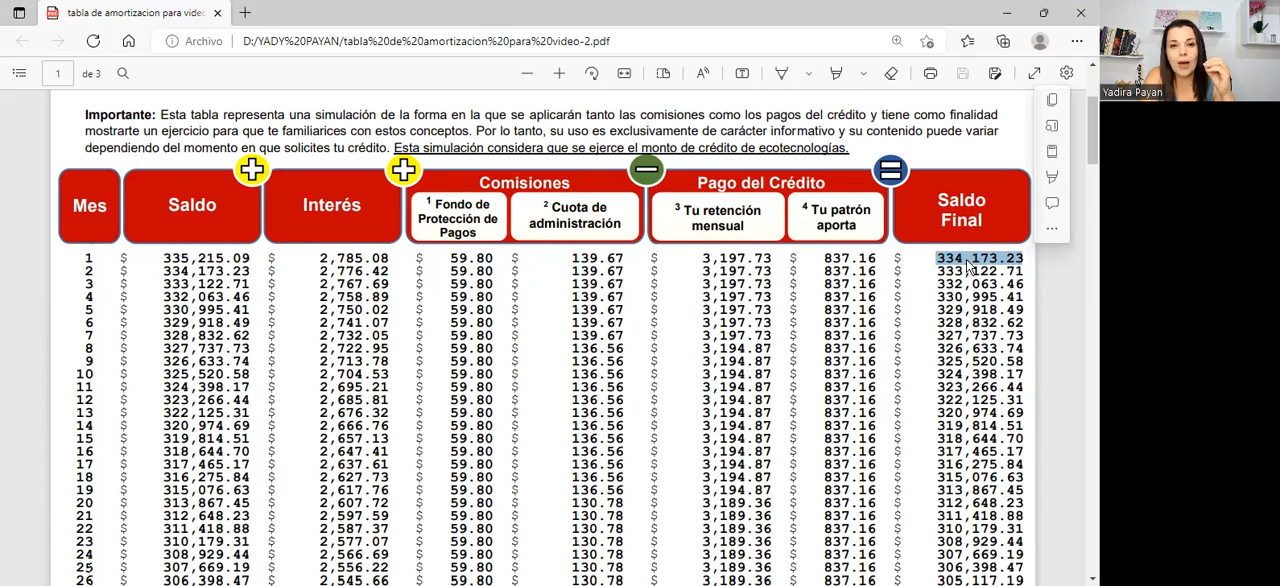 tabla de amortizacion para videc
Archivo D:/YADY%20PAYAN/tabla%20de%20amortizacion%20para%20video-2.pdf
1 de 3
Yadira Payan
Importante: Esta tabla representa una simulación de la forma en la que se aplicarán tanto las comisiones como los pagos del crédito y tiene como finalidad
mostrarte un ejercicio para que te familiarices con estos conceptos. Por lo tanto, su uso es exclusivamente de carácter informativo y su contenido puede variar
dependiendo del momento en que solicites tu crédito. Esta simulación considera que se ejerce el monto de crédito de ecotecnologías.
Comisiones Pago del Crédito
Mes Saldo Interés 1 Fondo de Protección de Pagos 2 Cuota de administración 3 Tu retención mensual 4 Tu patrón aporta Saldo Final
1 $ 335,215.09 $ 2,785.08 $ 59.80 $ 139.67 $ 3,197.73 $ 837.16 $ 334,173.23
2 $ 334,173.23 $ 2,776.42 $ 59.80 $ 139.67 $ 3,197.73 $ 837.16 $ 333,122.71
3 $ 333,122.71 $ 2,767.69 $ 59.80 $ 139.67 $ 3,197.73 $ 837.16 $ 332,063.46
4 $ 332,063.46 $ 2,758.89 $ 59.80 $ 139.67 $ 3,197.73 $ 837.16 $ 330,995.41
5 $ 330,995.41 $ 2,750.02 $ 59.80 $ 139.67 $ 3,197.73 $ 837.16 $ 329,918.49
6 $ 329,918.49 $ 2,741.07 $ 59.80 $ 139.67 $ 3,197.73 $ 837.16 $ 328,832.62
7 $ 328,832.62 $ 2,732.05 $ 59.80 $ 139.67 $ 3,197.73 $ 837.16 $ 327,737.73
8 $ 327,737.73 $ 2,722.95 $ 59.80 $ 136.56 $ 3,194.87 $ 837.16 $ 326,633.74
9 $ 326,633.74 $ 2,713.78 $ 59.80 $ 136.56 $ 3,194.87 $ 837.16 $ 325,520.58
10 $ 325,520.58 $ 2,704.53 $ 59.80 $ 136.56 $ 3,194.87 $ 837.16 $ 324,398.17
11 $ 324,398.17 $ 2,695.21 $ 59.80 $ 136.56 $ 3,194.87 $ 837.16 $ 323,266.44
12 $ 323,266.44 $ 2,685.81 $ 59.80 $ 136.56 $ 3,194.87 $ 837.16 $ 322,125.31
13 $ 322,125.31 $ 2,676.32 $ 59.80 $ 136.56 $ 3,194.87 $ 837.16 $ 320,974.69
14 $ 320,974.69 $ 2,666.76 $ 59.80 $ 136.56 $ 3,194.87 $ 837.16 $ 319,814.51
15 $ 319,814.51 $ 2,657.13 $ 59.80 $ 136.56 $ 3,194.87 $ 837.16 $ 318,644.70
16 $ 318,644.70 $ 2,647.41 $ 59.80 $ 136.56 $ 3,194.87 $ 837.16 $ 317,465.17
17 $ 317,465.17 $ 2,637.61 $ 59.80 $ 136.56 $ 3,194.87 $ 837.16 $ 316,275.84
18 $ 316,275.84 $ 2,627.73 $ 59.80 $ 136.56 $ 3,194.87 $ 837.16 $ 315,076.63
19 $ 315,076.63 $ 2,617.76 $ 59.80 $ 136.56 $ 3,194.87 $ 837.16 $ 313,867.45
20 $ 313,867.45 $ 2,607.72 $ 59.80 $ 130.78 $ 3,189.36 $ 837.16 $ 312,648.23
21 $ 312,648.23 $ 2,597.59 $ 59.80 $ 130.78 $ 3,189.36 $ 837.16 $ 311,418.88
22 $ 311,418.88 $ 2,587.37 $ 59.80 $ 130.78 $ 3,189.36 $ 837.16 $ 310,179.31
23 $ 310,179.31 $ 2,577.07 $ 59.80 $ 130.78 $ 3,189.36 $ 837.16 $ 308,929.44
24 $ 308,929.44 $ 2,566.69 $ 59.80 $ 130.78 $ 3,189.36 $ 837.16 $ 307,669.19
25 $ 307,669.19 $ 2,556.22 $ 59.80 $ 130.78 $ 3,189.36 $ 837.16 $ 306,398.47
26 $ 306,398.47 $ 2,545.66 $ 59.80 $ 130.78 $ 3,189.36 $ 837.16 $ 305,117.19